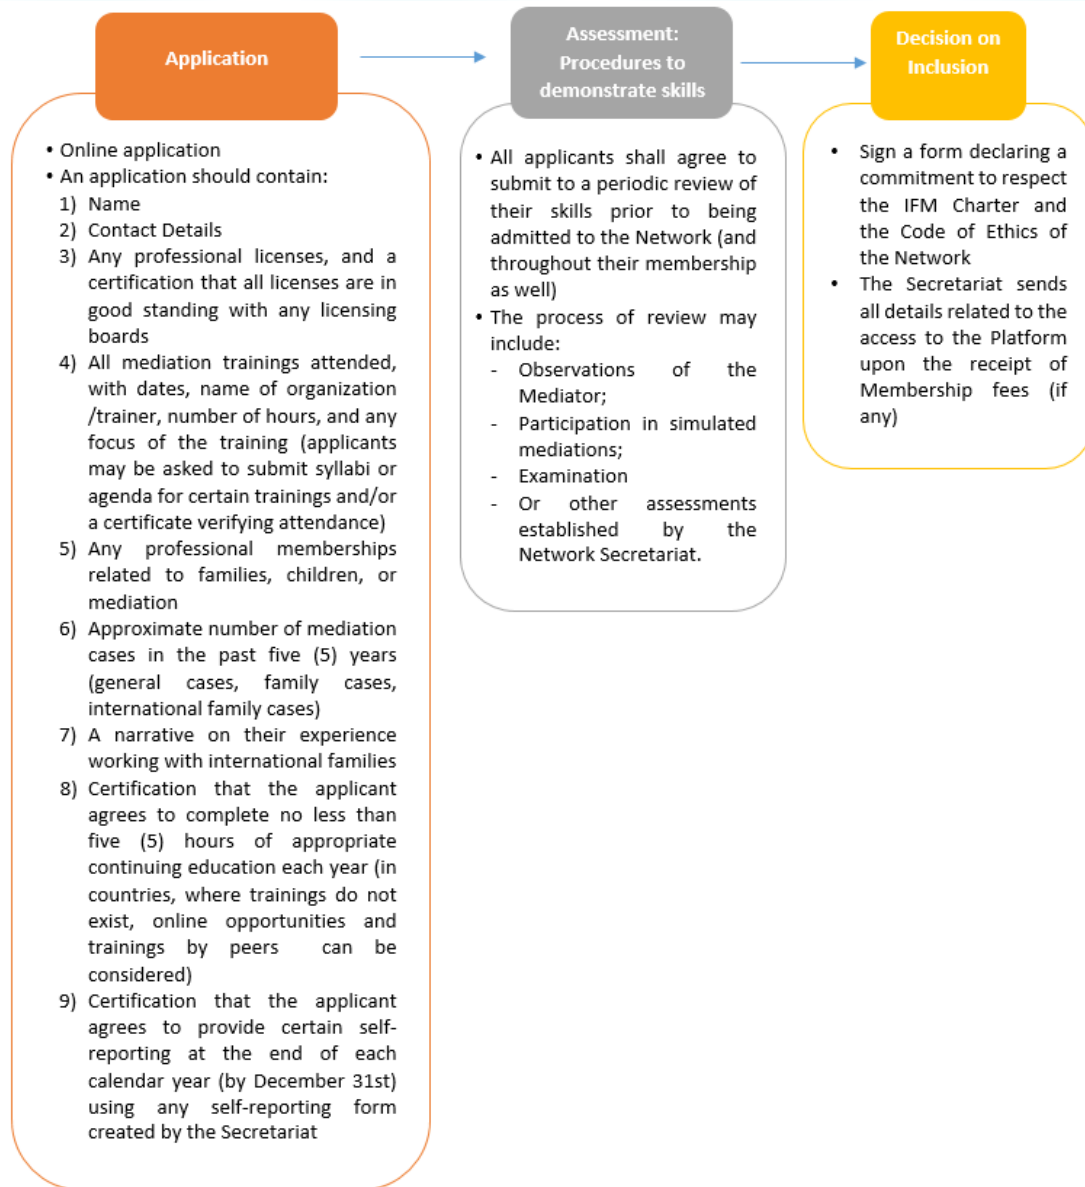 Application
• Online application
• An application should contain:
1) Name
2) Contact Details
3) Any professional licenses, and a
certification that all licenses are in
good standing with any licensing
boards
4) All mediation trainings attended,
with dates, name of organization
/trainer, number of hours, and any
focus of the training (applicants
may be asked to submit syllabi or
agenda for certain trainings and/or
a certificate verifying attendance)
5) Any professional memberships
related to families, children, or
mediation
6) Approximate number of mediation
cases in the past five (5) years
(general cases, family cases,
international family cases)
7) A narrative on their experience
working with international families
8) Certification that the applicant
agrees to complete no less than
five (5) hours of appropriate
continuing education each year (in
countries, where trainings do not
exist, online opportunities and
trainings by peers can be
considered)
9) Certification that the applicant
agrees to provide certain self-
reporting at the end of each
calendar year (by December 31st)
using any self-reporting form
created by the Secretariat
Assessment:
Procedures to
demonstrate skills
• All applicants shall agree to
submit to a periodic review of
their skills prior to being
admitted to the Network (and
throughout their membership
as well)
• The process of review may
include:
- Observations of the
Mediator;
- Participation in simulated
mediations;
- Examination
- Or other assessments
established by the
Network Secretariat.
Decision on
Inclusion
• Sign a form declaring a
commitment to respect
the IFM Charter and
the Code of Ethics of
the Network
• The Secretariat sends
all details related to the
access to the Platform
upon the receipt of
Membership fees (if
any)